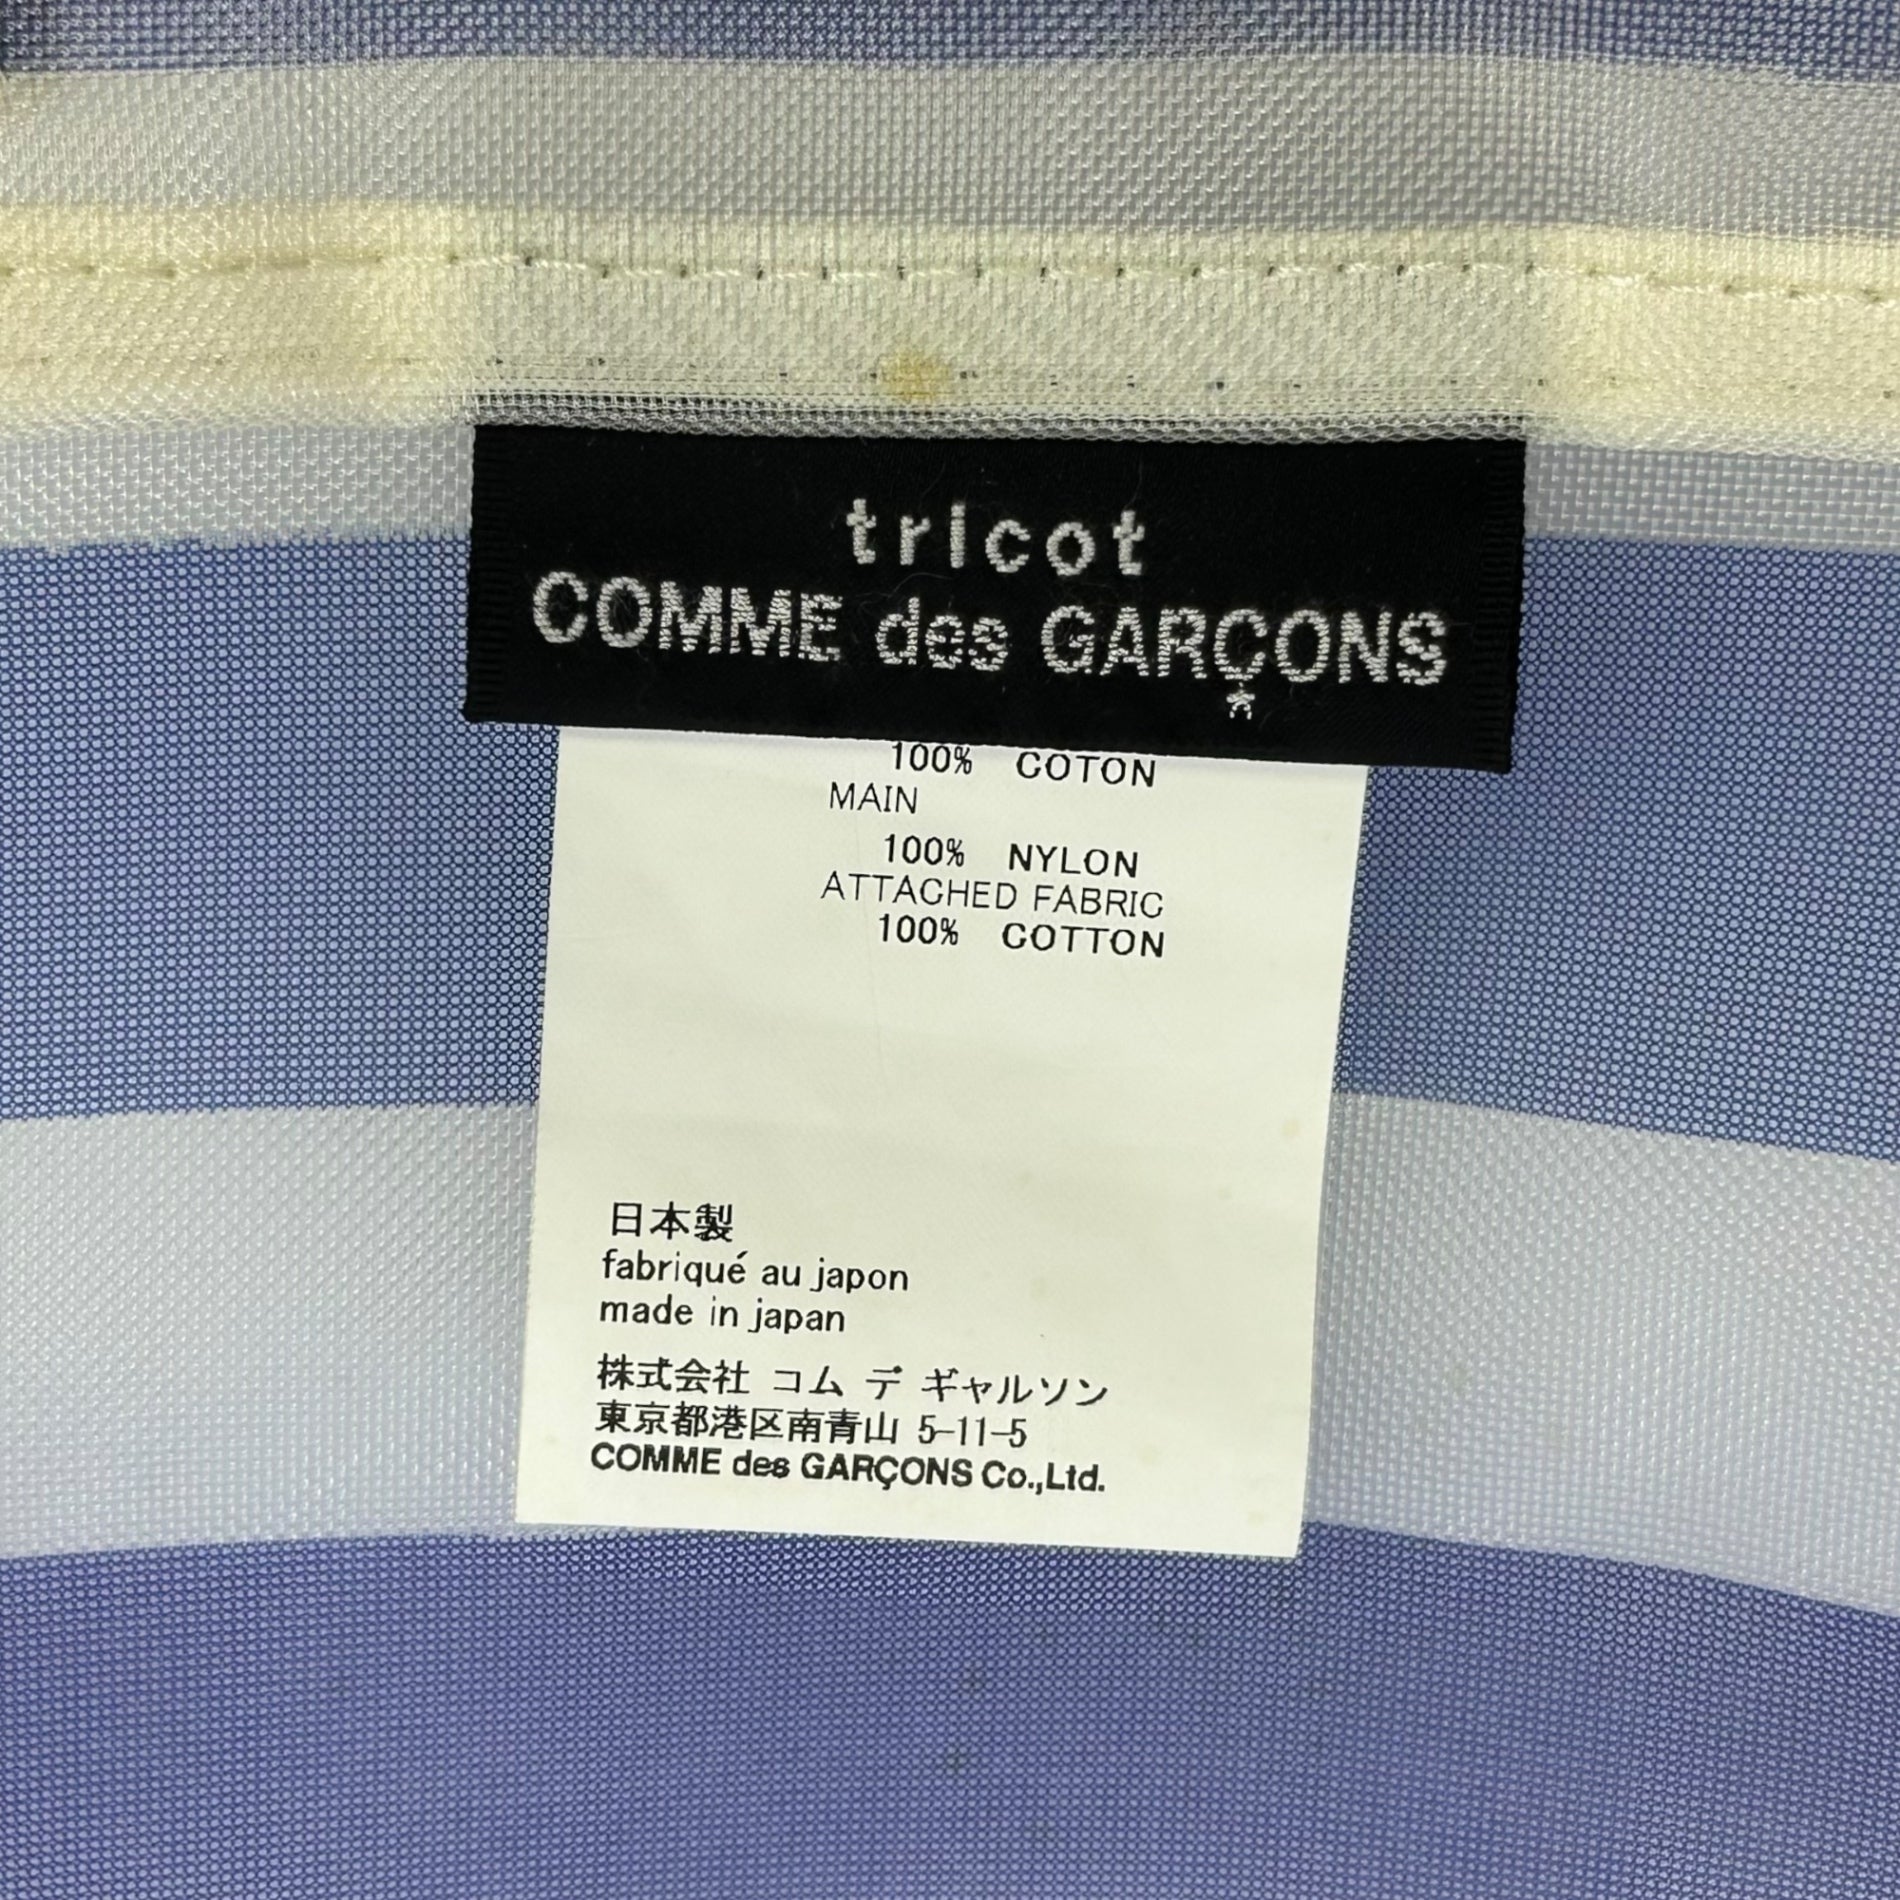 tricot
COMME des GARÇONS
100% COTON
MAIN
100% NYLON
ATTACHED FABRIC
100% COTTON
日本製
fabriqué au japon
made in japan
株式会社 コム デ ギャルソン
東京都港区南青山 5-11-5
COMME des GARÇONS Co.,Ltd.